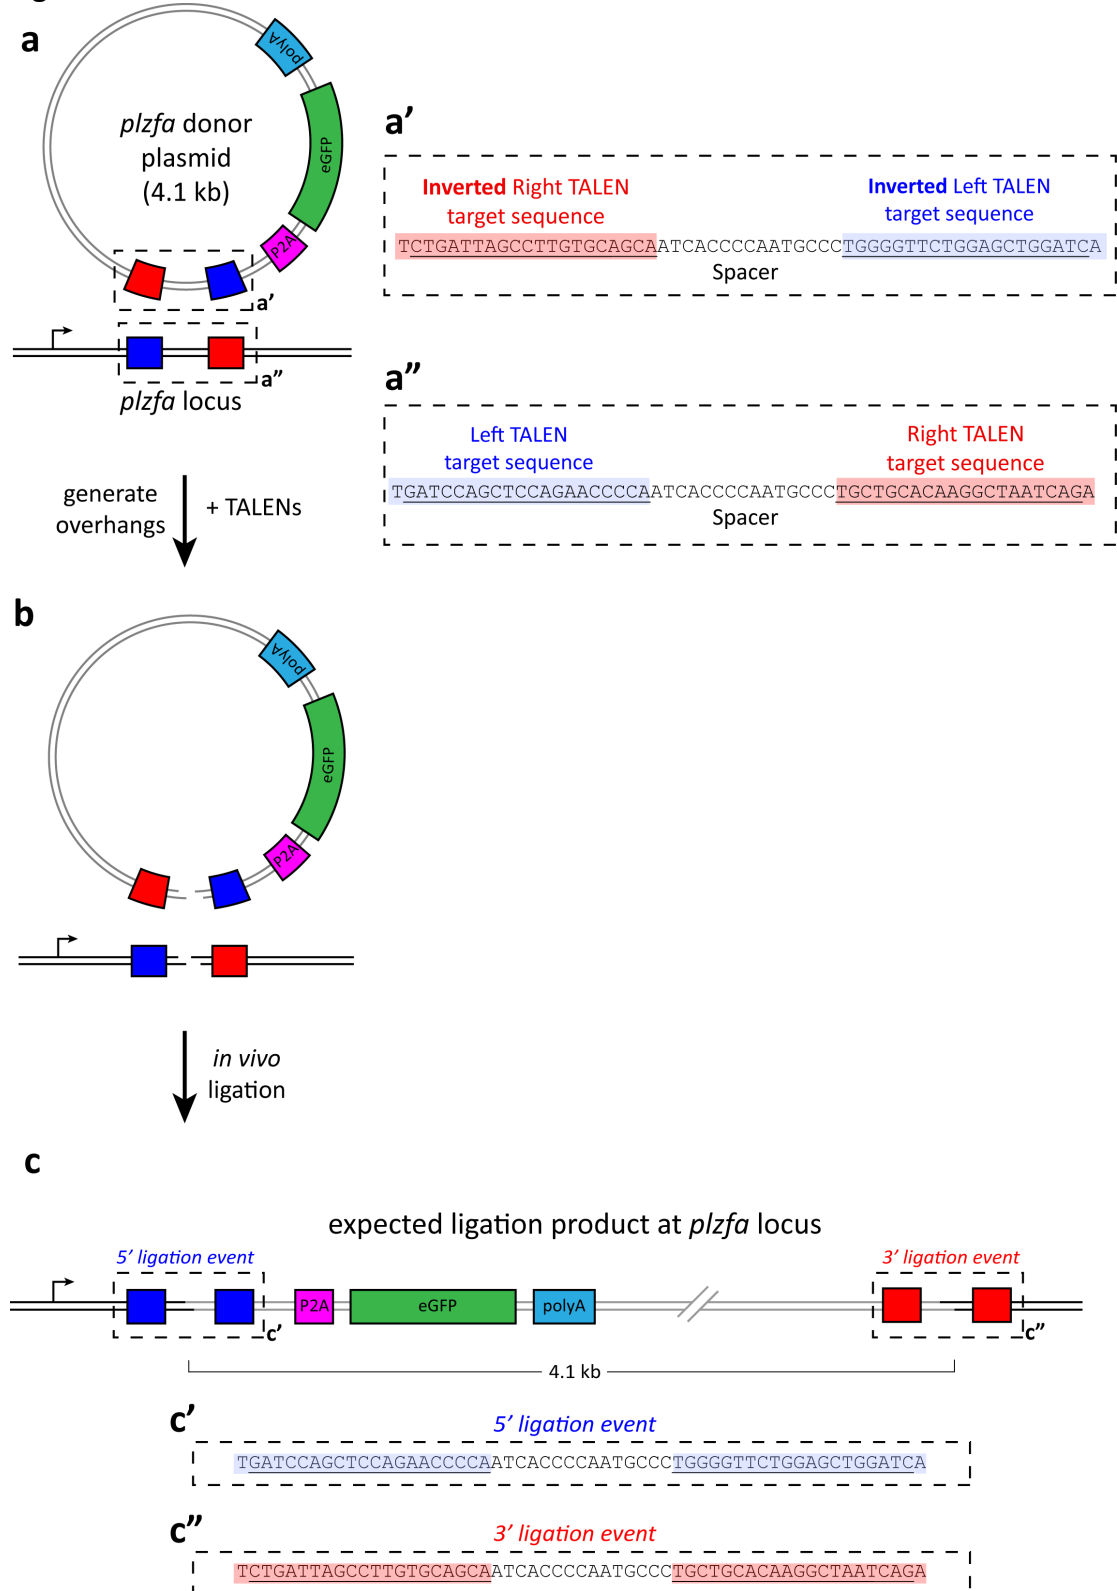 a
polyA
eGFP
P2A
plzfa donor
plasmid
(4.1 kb)
a’
plzfa locus
a”
generate
overhangs
+ TALENs
a’
Inverted Right TALEN
target sequence
Inverted Left TALEN
target sequence
TCTGATTAGCCTTGTGCAGCAATCACCCCAATGCCCTGGGGTTCTGGAGCTGGATCA
Spacer
a”
Left TALEN
target sequence
Right TALEN
target sequence
TGATCCAGCTCCAGAACCCCAATCACCCCAATGCCCTGCTGCACAAGGCTAATCAGA
Spacer
b
polyA
eGFP
P2A
in vivo
ligation
c
expected ligation product at plzfa locus
5’ ligation event
3’ ligation event
P2A
eGFP
polyA
c’
c”
4.1 kb
c’
5’ ligation event
TGATCCAGCTCCAGAACCCCAATCACCCCAATGCCCTGGGGTTCTGGAGCTGGATCA
c”
3’ ligation event
TCTGATTAGCCTTGTGCAGCAATCACCCCAATGCCCTGCTGCACAAGGCTAATCAGA